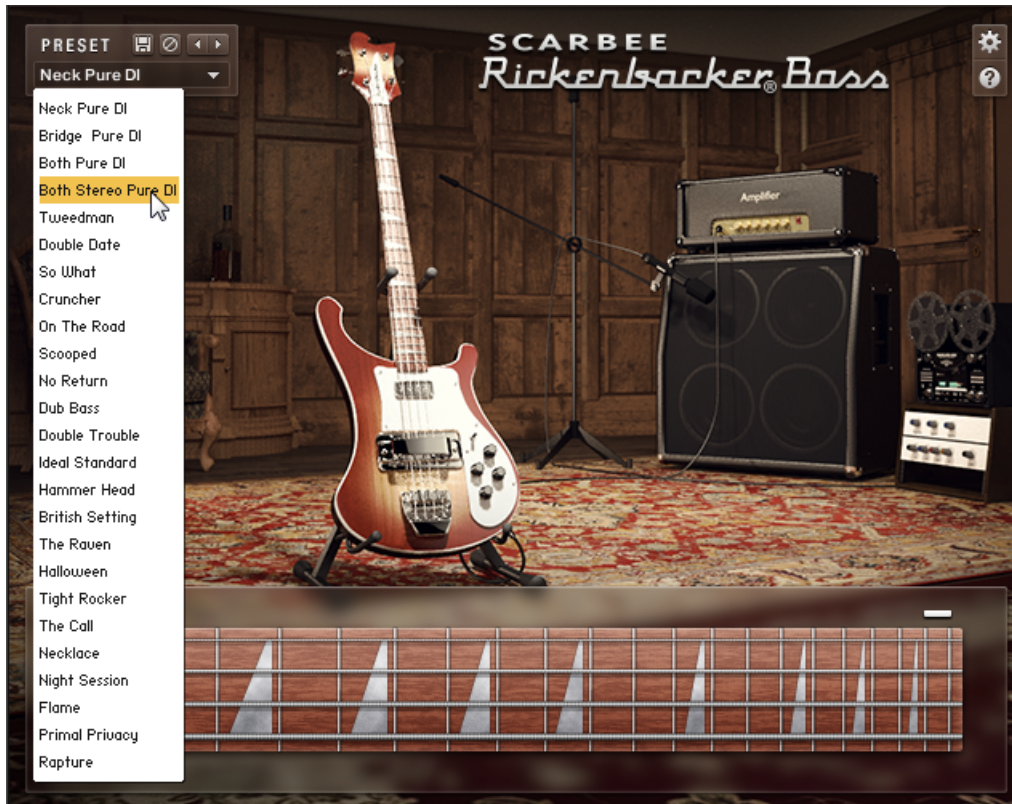 PRESET
Neck Pure DI
Neck Pure DI
Bridge Pure DI
Both Pure DI
Both Stereo Pure DI
Tweedman
Double Date
So What
Cruncher
On The Road
Scooped
No Return
Dub Bass
Double Trouble
Ideal Standard
Hammer Head
British Setting
The Raven
Halloween
Tight Rocker
The Call
Necklace
Night Session
Flame
Primal Privacy
Rapture
SCARBEE
Rickenbacker® Bass
?
Amplifier